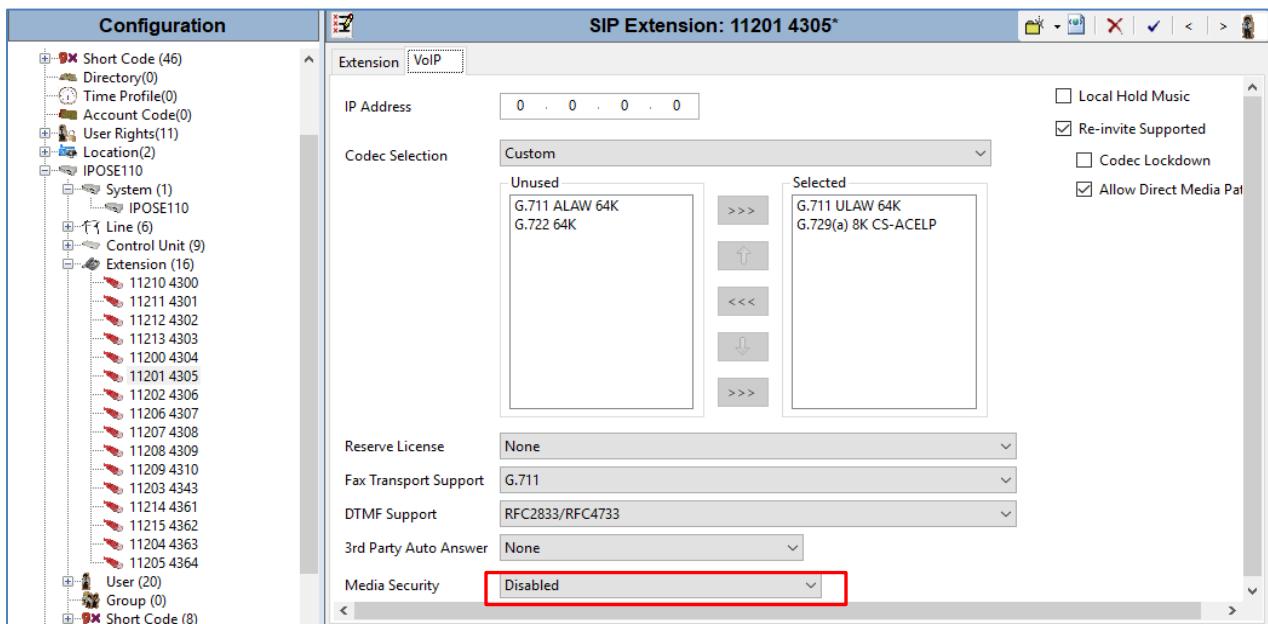 Configuration
Short Code (46)
Directory(0)
Time Profile(0)
Account Code(0)
User Rights(11)
Location(2)
IPOSE110
System (1)
IPOSE110
Line (6)
Control Unit (9)
Extension (16)
11210 4300
11211 4301
11212 4302
11213 4303
11200 4304
11201 4305
11202 4306
11206 4307
11207 4308
11208 4309
11209 4310
11203 4343
11214 4361
11215 4362
11204 4363
11205 4364
User (20)
Group (0)
Short Code (8)
SIP Extension: 11201 4305*
Extension VoIP
IP Address 0 . 0 . 0 . 0
Codec Selection Custom
Unused
G.711 ALAW 64K
G.722 64K
>>>
<<<
>>>
Selected
G.711 ULAW 64K
G.729(a) 8K CS-ACELP
Reserve License None
Fax Transport Support G.711
DTMF Support RFC2833/RFC4733
3rd Party Auto Answer None
Media Security Disabled
Local Hold Music
Re-invite Supported
Codec Lockdown
Allow Direct Media Pat